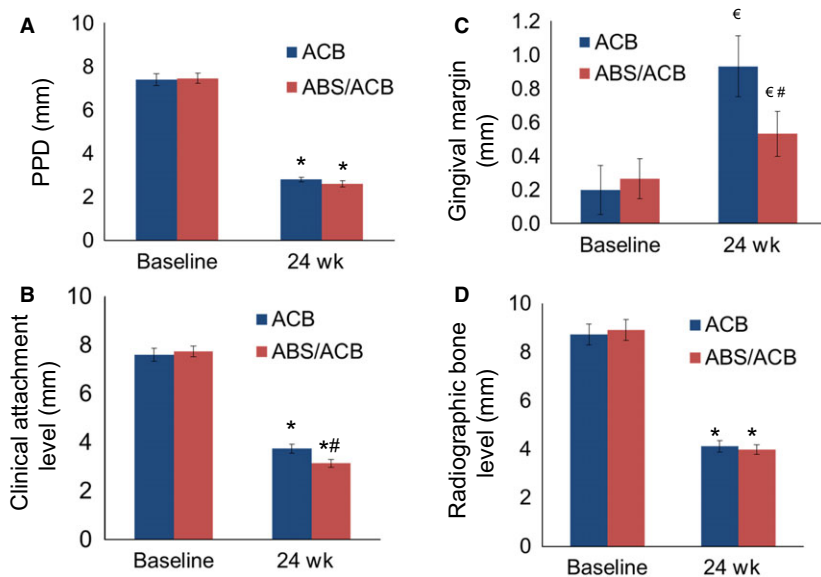 A
PPD (mm)
10
8
6
4
2
0
ACB
ABS/ACB
* *
Baseline 24 wk
C
Gingival margin
(mm)
1.2
1.0
0.8
0.6
0.4
0.2
0.0
ACB
ABS/ACB
€
€ #
Baseline 24 wk
B
Clinical attachment
level (mm)
10
8
6
4
2
0
ACB
ABS/ACB
*
*#
Baseline 24 wk
D
Radiographic bone
level (mm)
10
8
6
4
2
0
ACB
ABS/ACB
* *
Baseline 24 wk